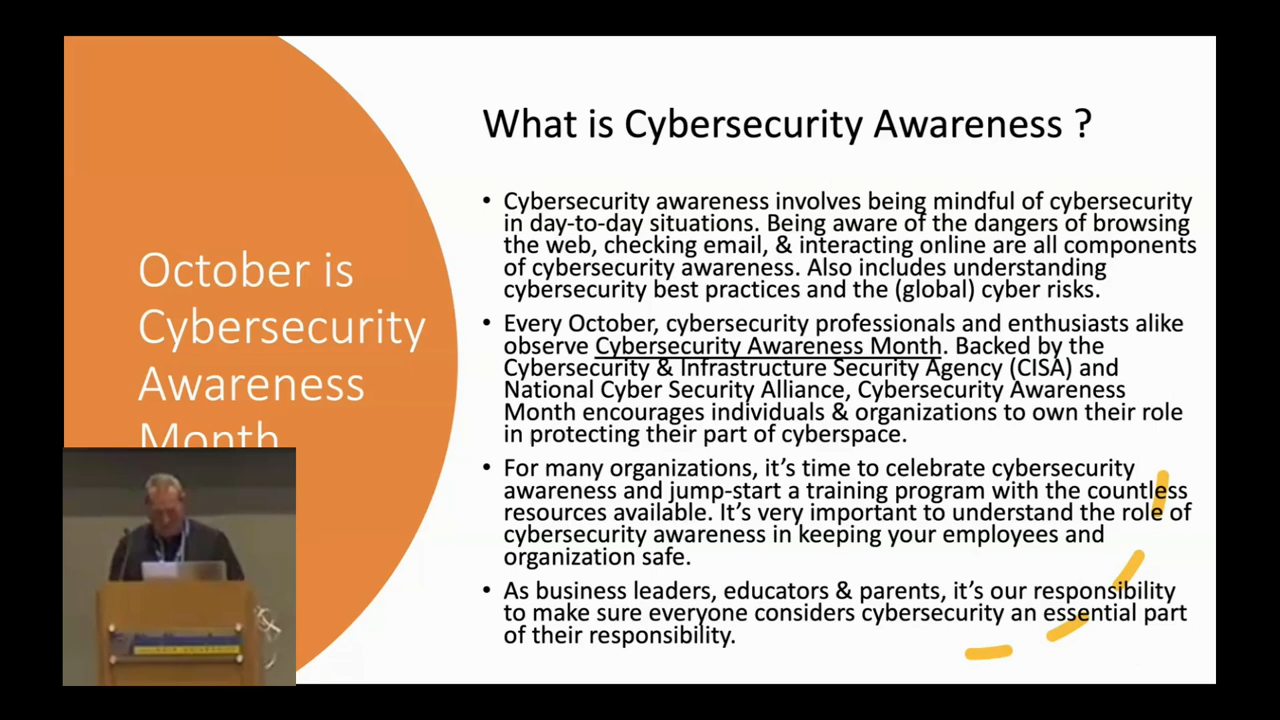 What is Cybersecurity Awareness ?
October is
Cybersecurity
Awareness
Month
• Cybersecurity awareness involves being mindful of cybersecurity
in day-to-day situations. Being aware of the dangers of browsing
the web, checking email, & interacting online are all components
of cybersecurity awareness. Also includes understanding
cybersecurity best practices and the (global) cyber risks.
• Every October, cybersecurity professionals and enthusiasts alike
observe Cybersecurity Awareness Month. Backed by the
Cybersecurity & Infrastructure Security Agency (CISA) and
National Cyber Security Alliance, Cybersecurity Awareness
Month encourages individuals & organizations to own their role
in protecting their part of cyberspace.
• For many organizations, it’s time to celebrate cybersecurity
awareness and jump-start a training program with the countless
resources available. It’s very important to understand the role of
cybersecurity awareness in keeping your employees and
organization safe.
• As business leaders, educators & parents, it’s our responsibility
to make sure everyone considers cybersecurity an essential part
of their responsibility.